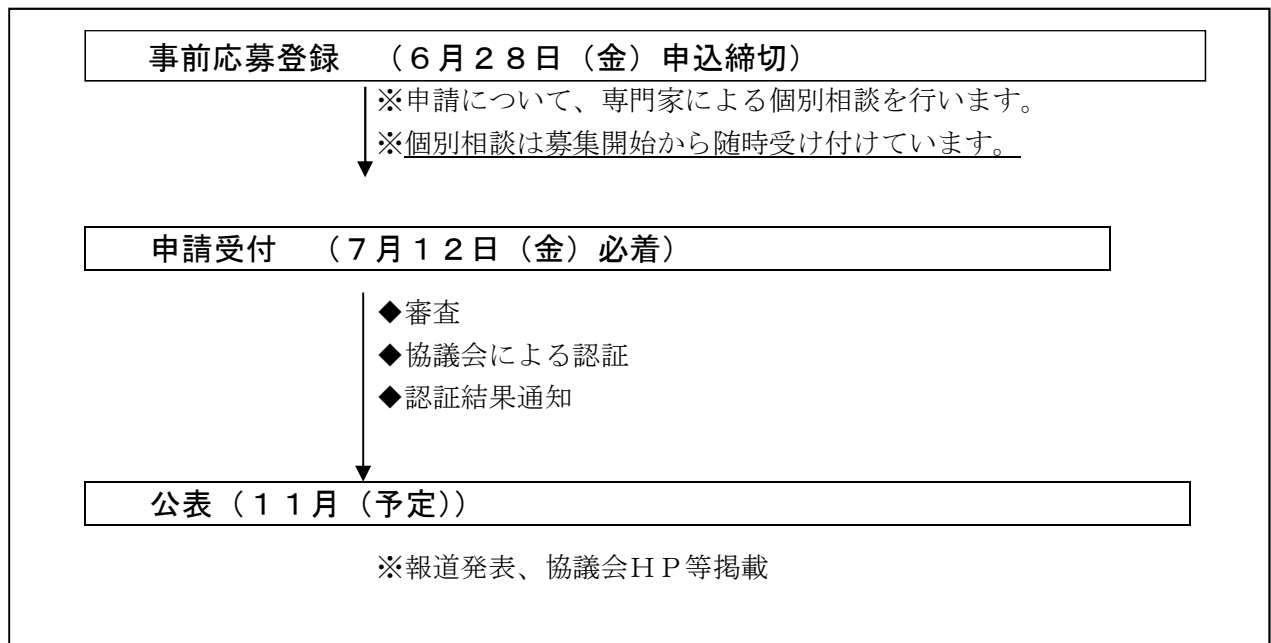 事前応募登録　（６月２８日（金）申込締切）
※申請について、専門家による個別相談を行います。
※個別相談は募集開始から随時受け付けています。
申請受付　（７月１２日（金）必着）
◆審査
◆協議会による認証
◆認証結果通知
公表（１１月（予定））
※報道発表、協議会ＨＰ等掲載